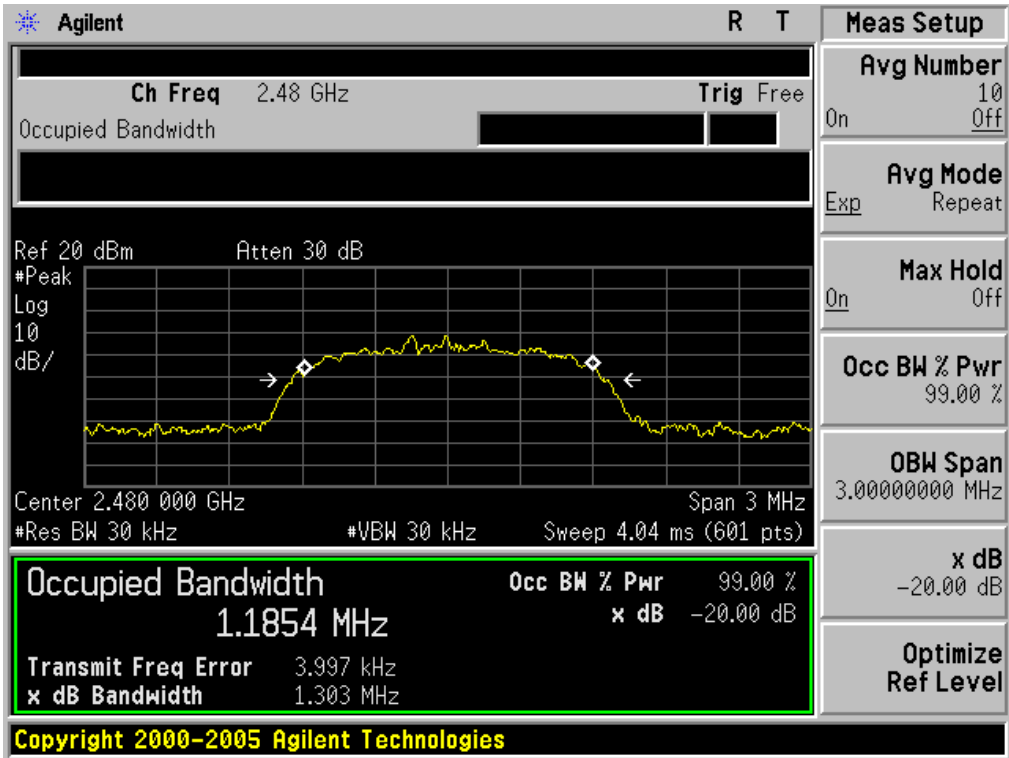 Agilent
R T
Ch Freq 2.48 GHz
Trig Free
Occupied Bandwidth
Ref 20 dBm
Atten 30 dB
#Peak
Log
10
dB/
Center 2.480 000 GHz
Span 3 MHz
#Res BW 30 kHz
#VBW 30 kHz
Sweep 4.04 ms (601 pts)
Occupied Bandwidth
1.1854 MHz
Occ BW % Pwr 99.00 %
x dB -20.00 dB
Transmit Freq Error 3.997 kHz
x dB Bandwidth 1.303 MHz
Copyright 2000-2005 Agilent Technologies
Meas Setup
Avg Number
10
On Off
Avg Mode
Exp Repeat
Max Hold
On Off
Occ BW % Pwr
99.00 %
OBW Span
3.00000000 MHz
x dB
-20.00 dB
Optimize
Ref Level